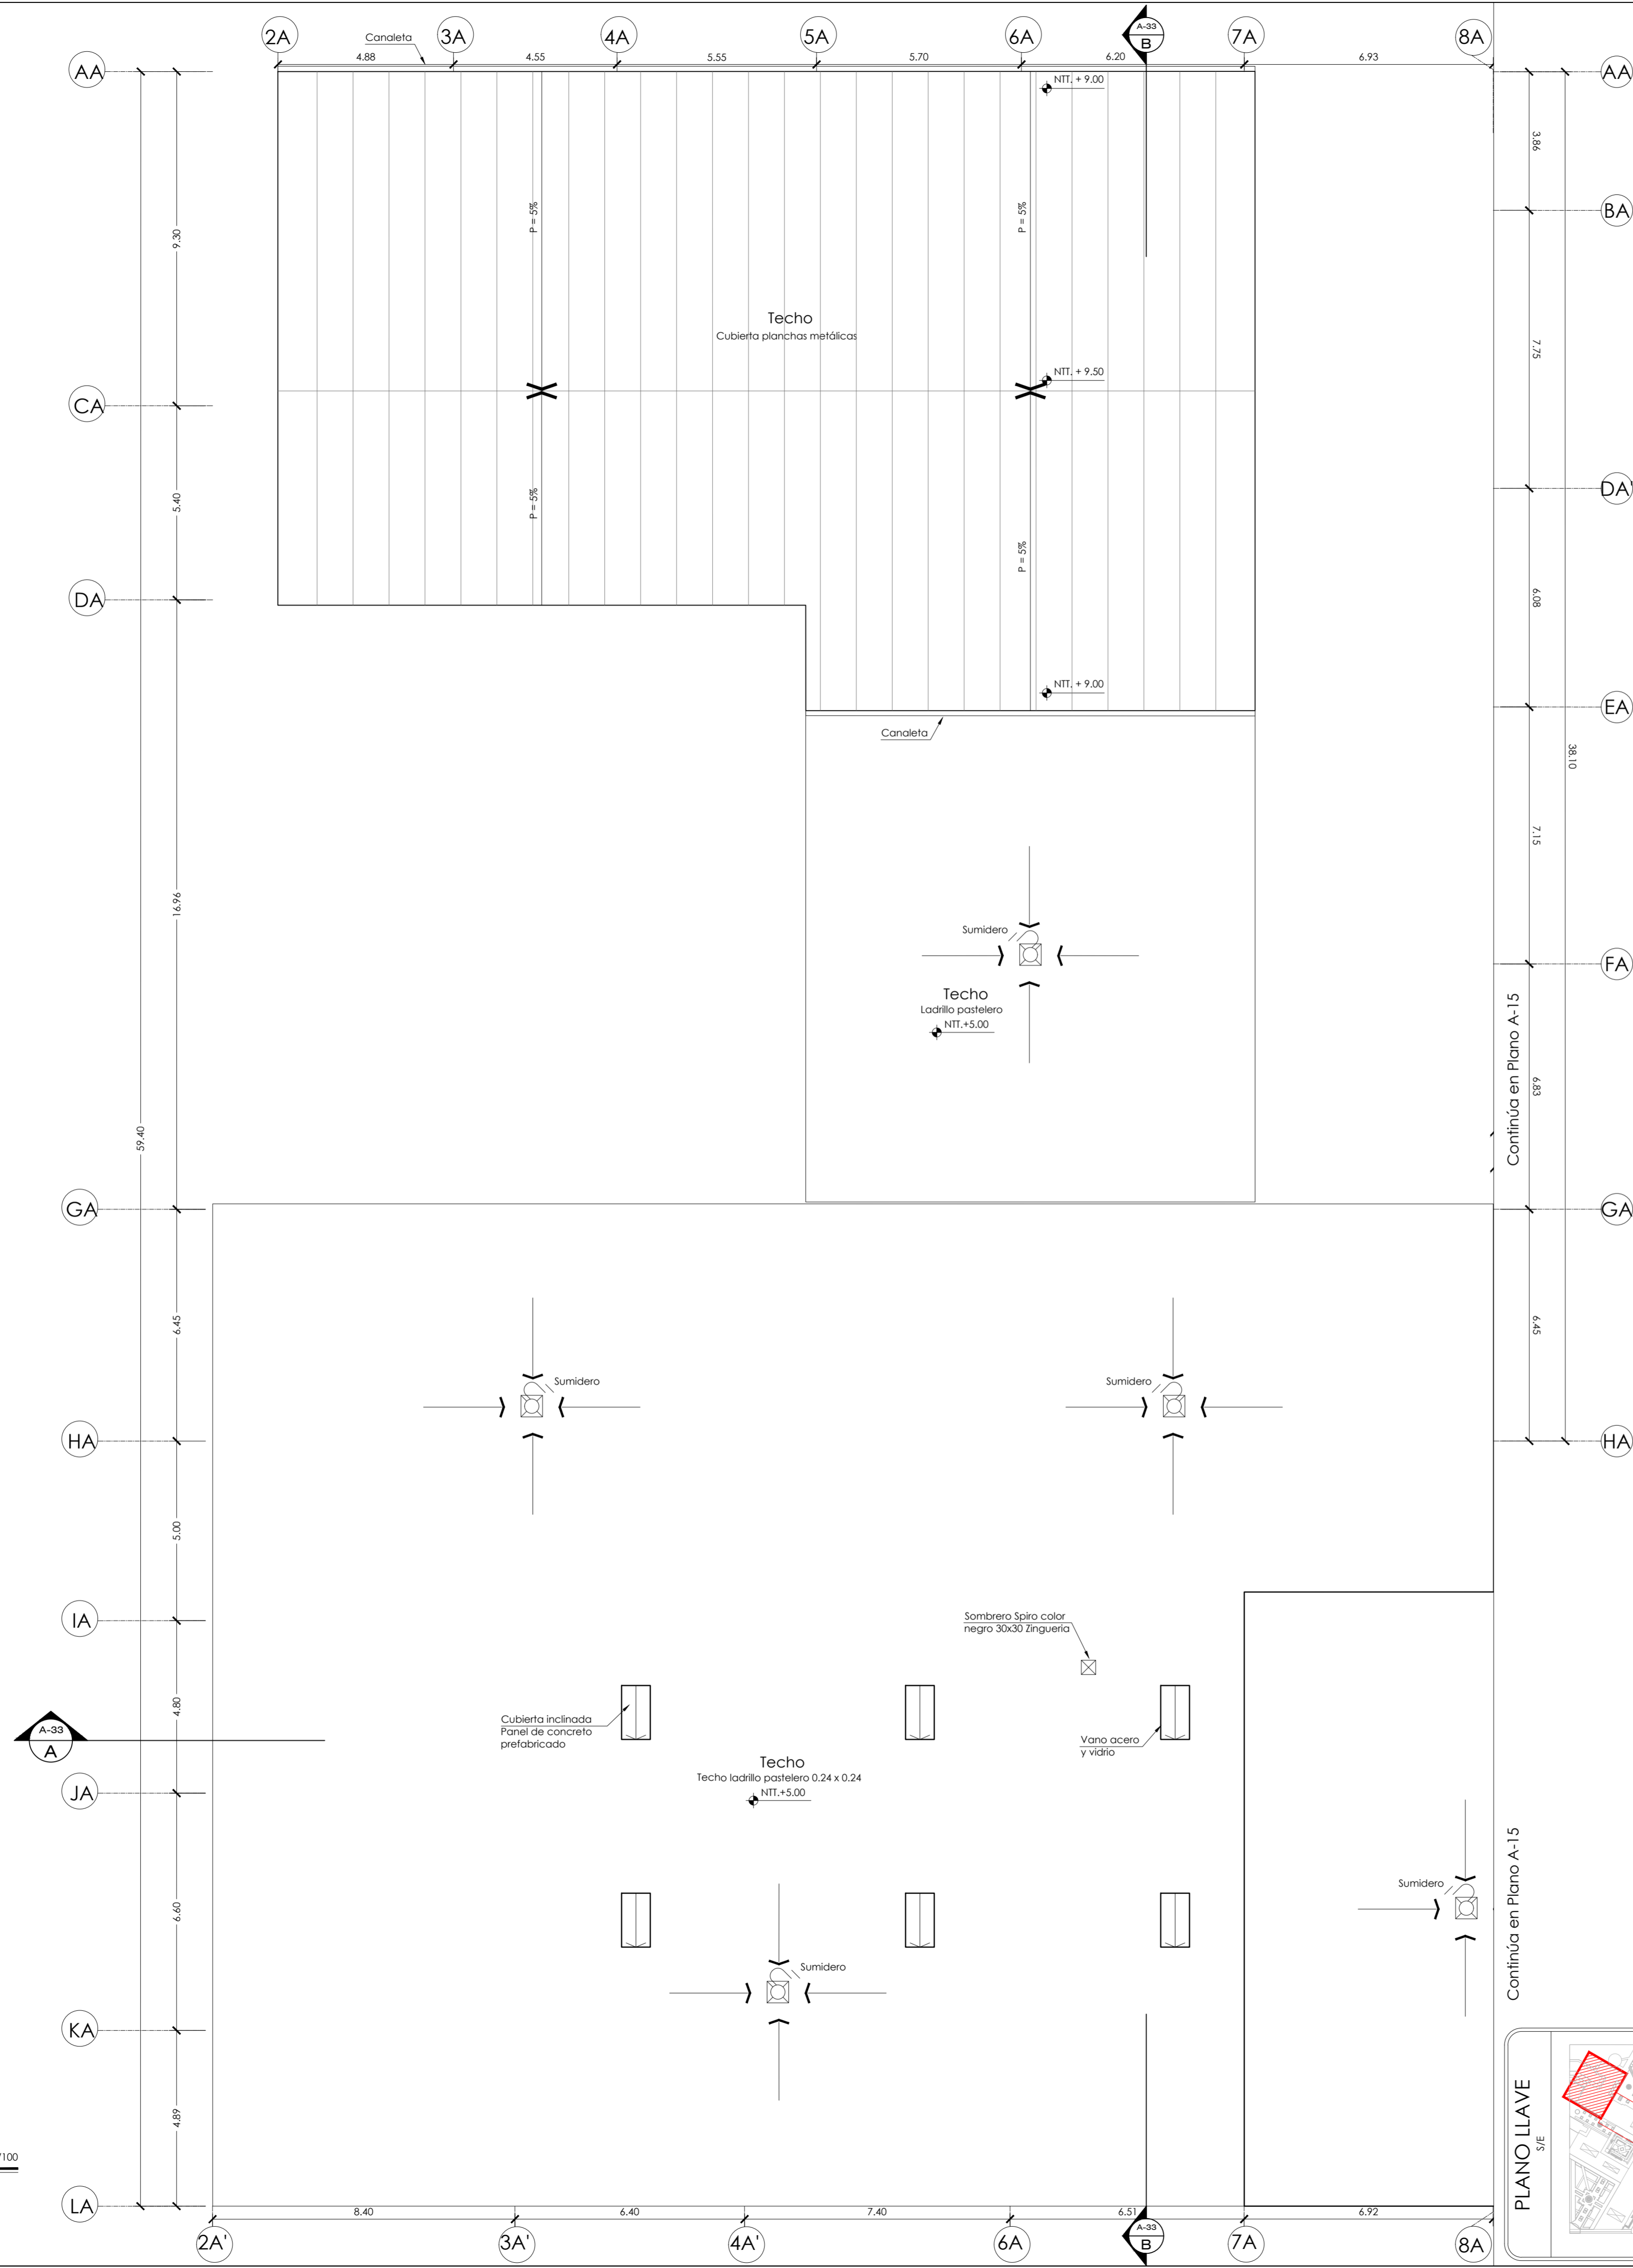 2A
3A
4A
5A
6A
A-33
B
7A
8A
Canaleta
4.88
4.55
5.55
5.70
6.20
6.93
AA
AA
NTT. + 9.00
3.86
BA
P = 5%
P = 5%
9.30
Techo
Cubierta planchas metálicas
7.75
NTT. + 9.50
CA
5.40
P = 5%
P = 5%
DA'
DA
6.08
NTT. + 9.00
EA
Canaleta
38.10
7.15
16.96
Sumidero
FA
Techo
Ladrillo pastelero
NTT.+5.00
Continúa en Plano A-15
6.83
59.40
GA
GA
6.45
6.45
Sumidero
Sumidero
HA
HA
5.00
IA
Sombrero Spiro color
negro 30x30 Zingueria
4.80
A-33
A
Cubierta inclinada
Panel de concreto
prefabricado
Vano acero
y vidrio
Techo
Techo ladrillo pastelero 0.24 x 0.24
NTT.+5.00
JA
Continúa en Plano A-15
6.60
Sumidero
Sumidero
KA
4.89
PLANO LLAVE
S/E
/100
LA
8.40
6.40
7.40
6.51
6.92
2A'
3A'
4A'
6A
A-33
B
7A
8A